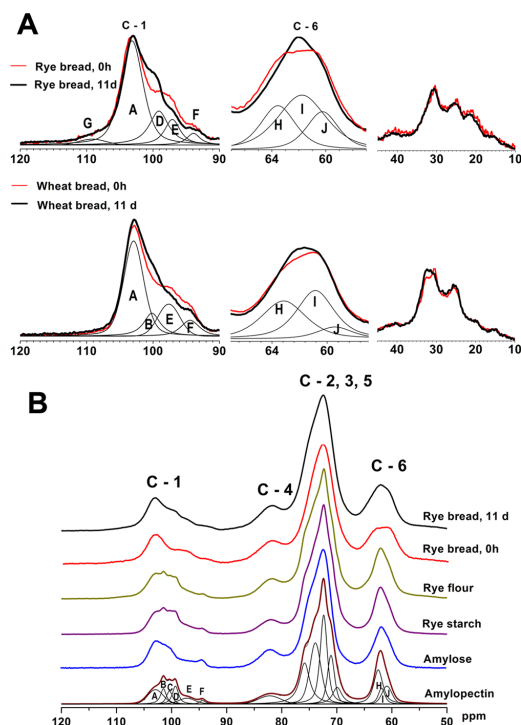 A
C - 1
C - 6
Rye bread, 0h
Rye bread, 11d
G
A
D
E
F
H
I
J
120 110 100 90
64 60
40 30 20 10
Wheat bread, 0h
Wheat bread, 11 d
A
B
E
F
H
I
J
120 110 100 90
64 60
40 30 20 10
B
C - 2, 3, 5
C - 1
C - 4
C - 6
Rye bread, 11 d
Rye bread, 0h
Rye flour
Rye starch
Amylose
Amylopectin
A
B
C
D
E
F
H
I
J
120 110 100 90 80 70 60 50
ppm